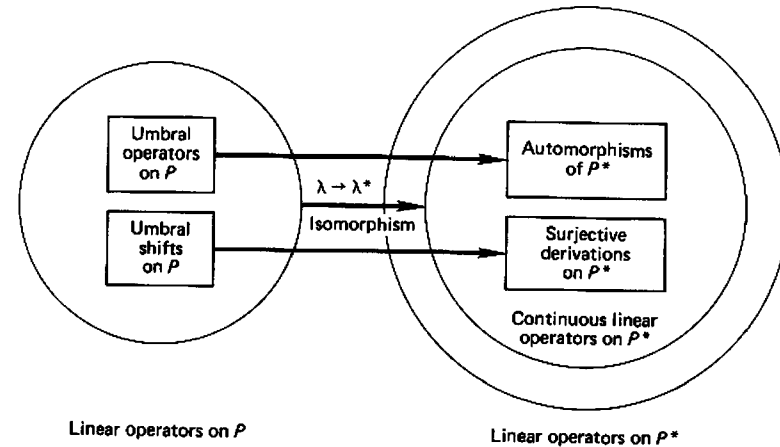 Umbral
operators
on P
Automorphisms
of P*
λ → λ*
Isomorphism
Umbral
shifts
on P
Surjective
derivations
on P*
Continuous linear
operators on P*
Linear operators on P
Linear operators on P*